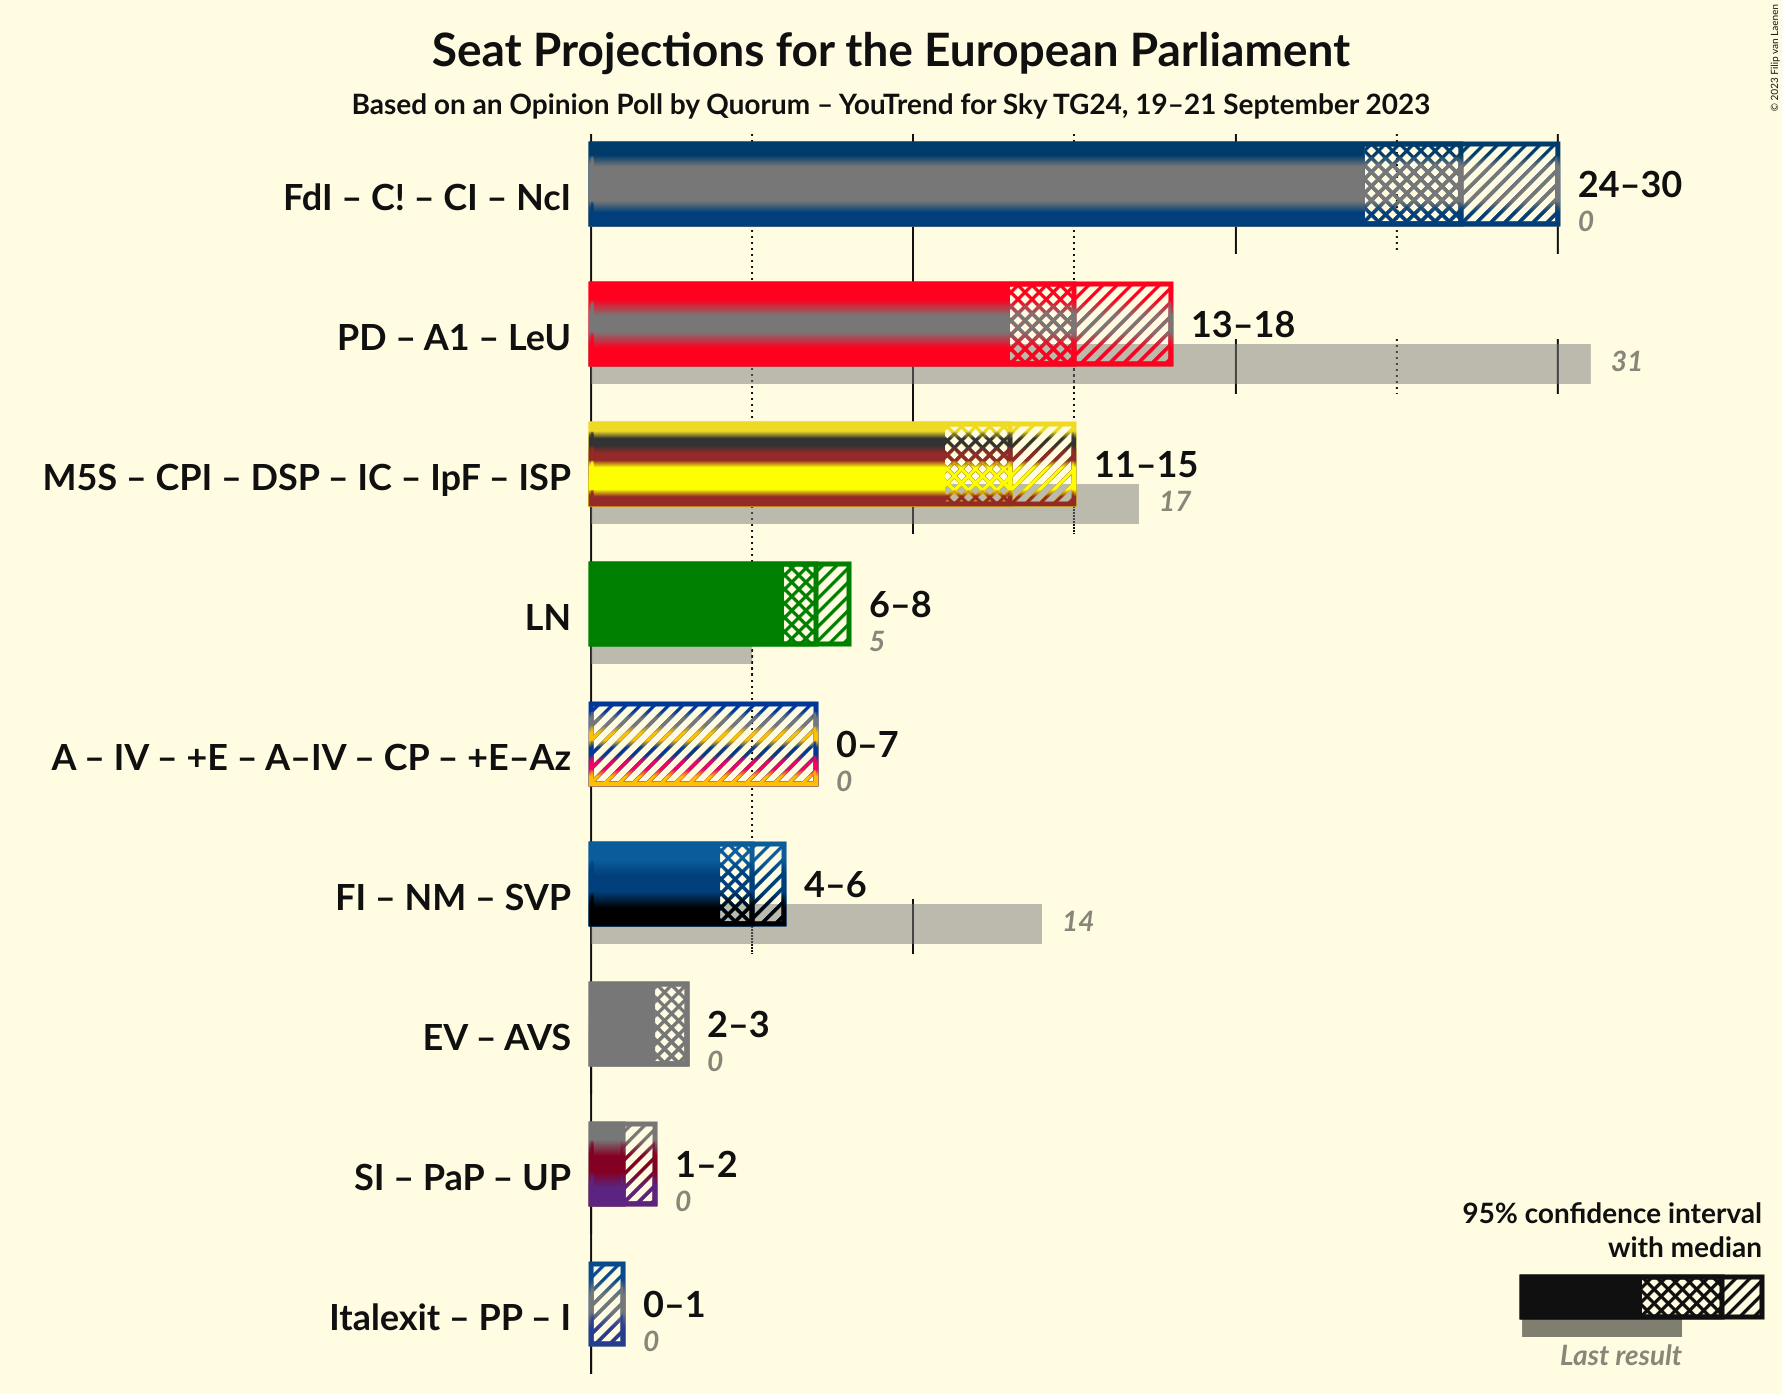 Seat Projections for the European Parliament
Based on an Opinion Poll by Quorum – YouTrend for Sky TG24, 19–21 September 2023
© 2023 Filip van Laenen
FdI – C! – CI – NcI
24–30
0
PD – A1 – LeU
13–18
31
M5S – CPI – DSP – IC – IpF – ISP
11–15
17
LN
6–8
5
A – IV – +E – A–IV – CP – +E–Az
0–7
0
FI – NM – SVP
4–6
14
EV – AVS
2–3
0
SI – PaP – UP
1–2
0
Italexit – PP – I
0–1
0
95% confidence interval
with median
Last result